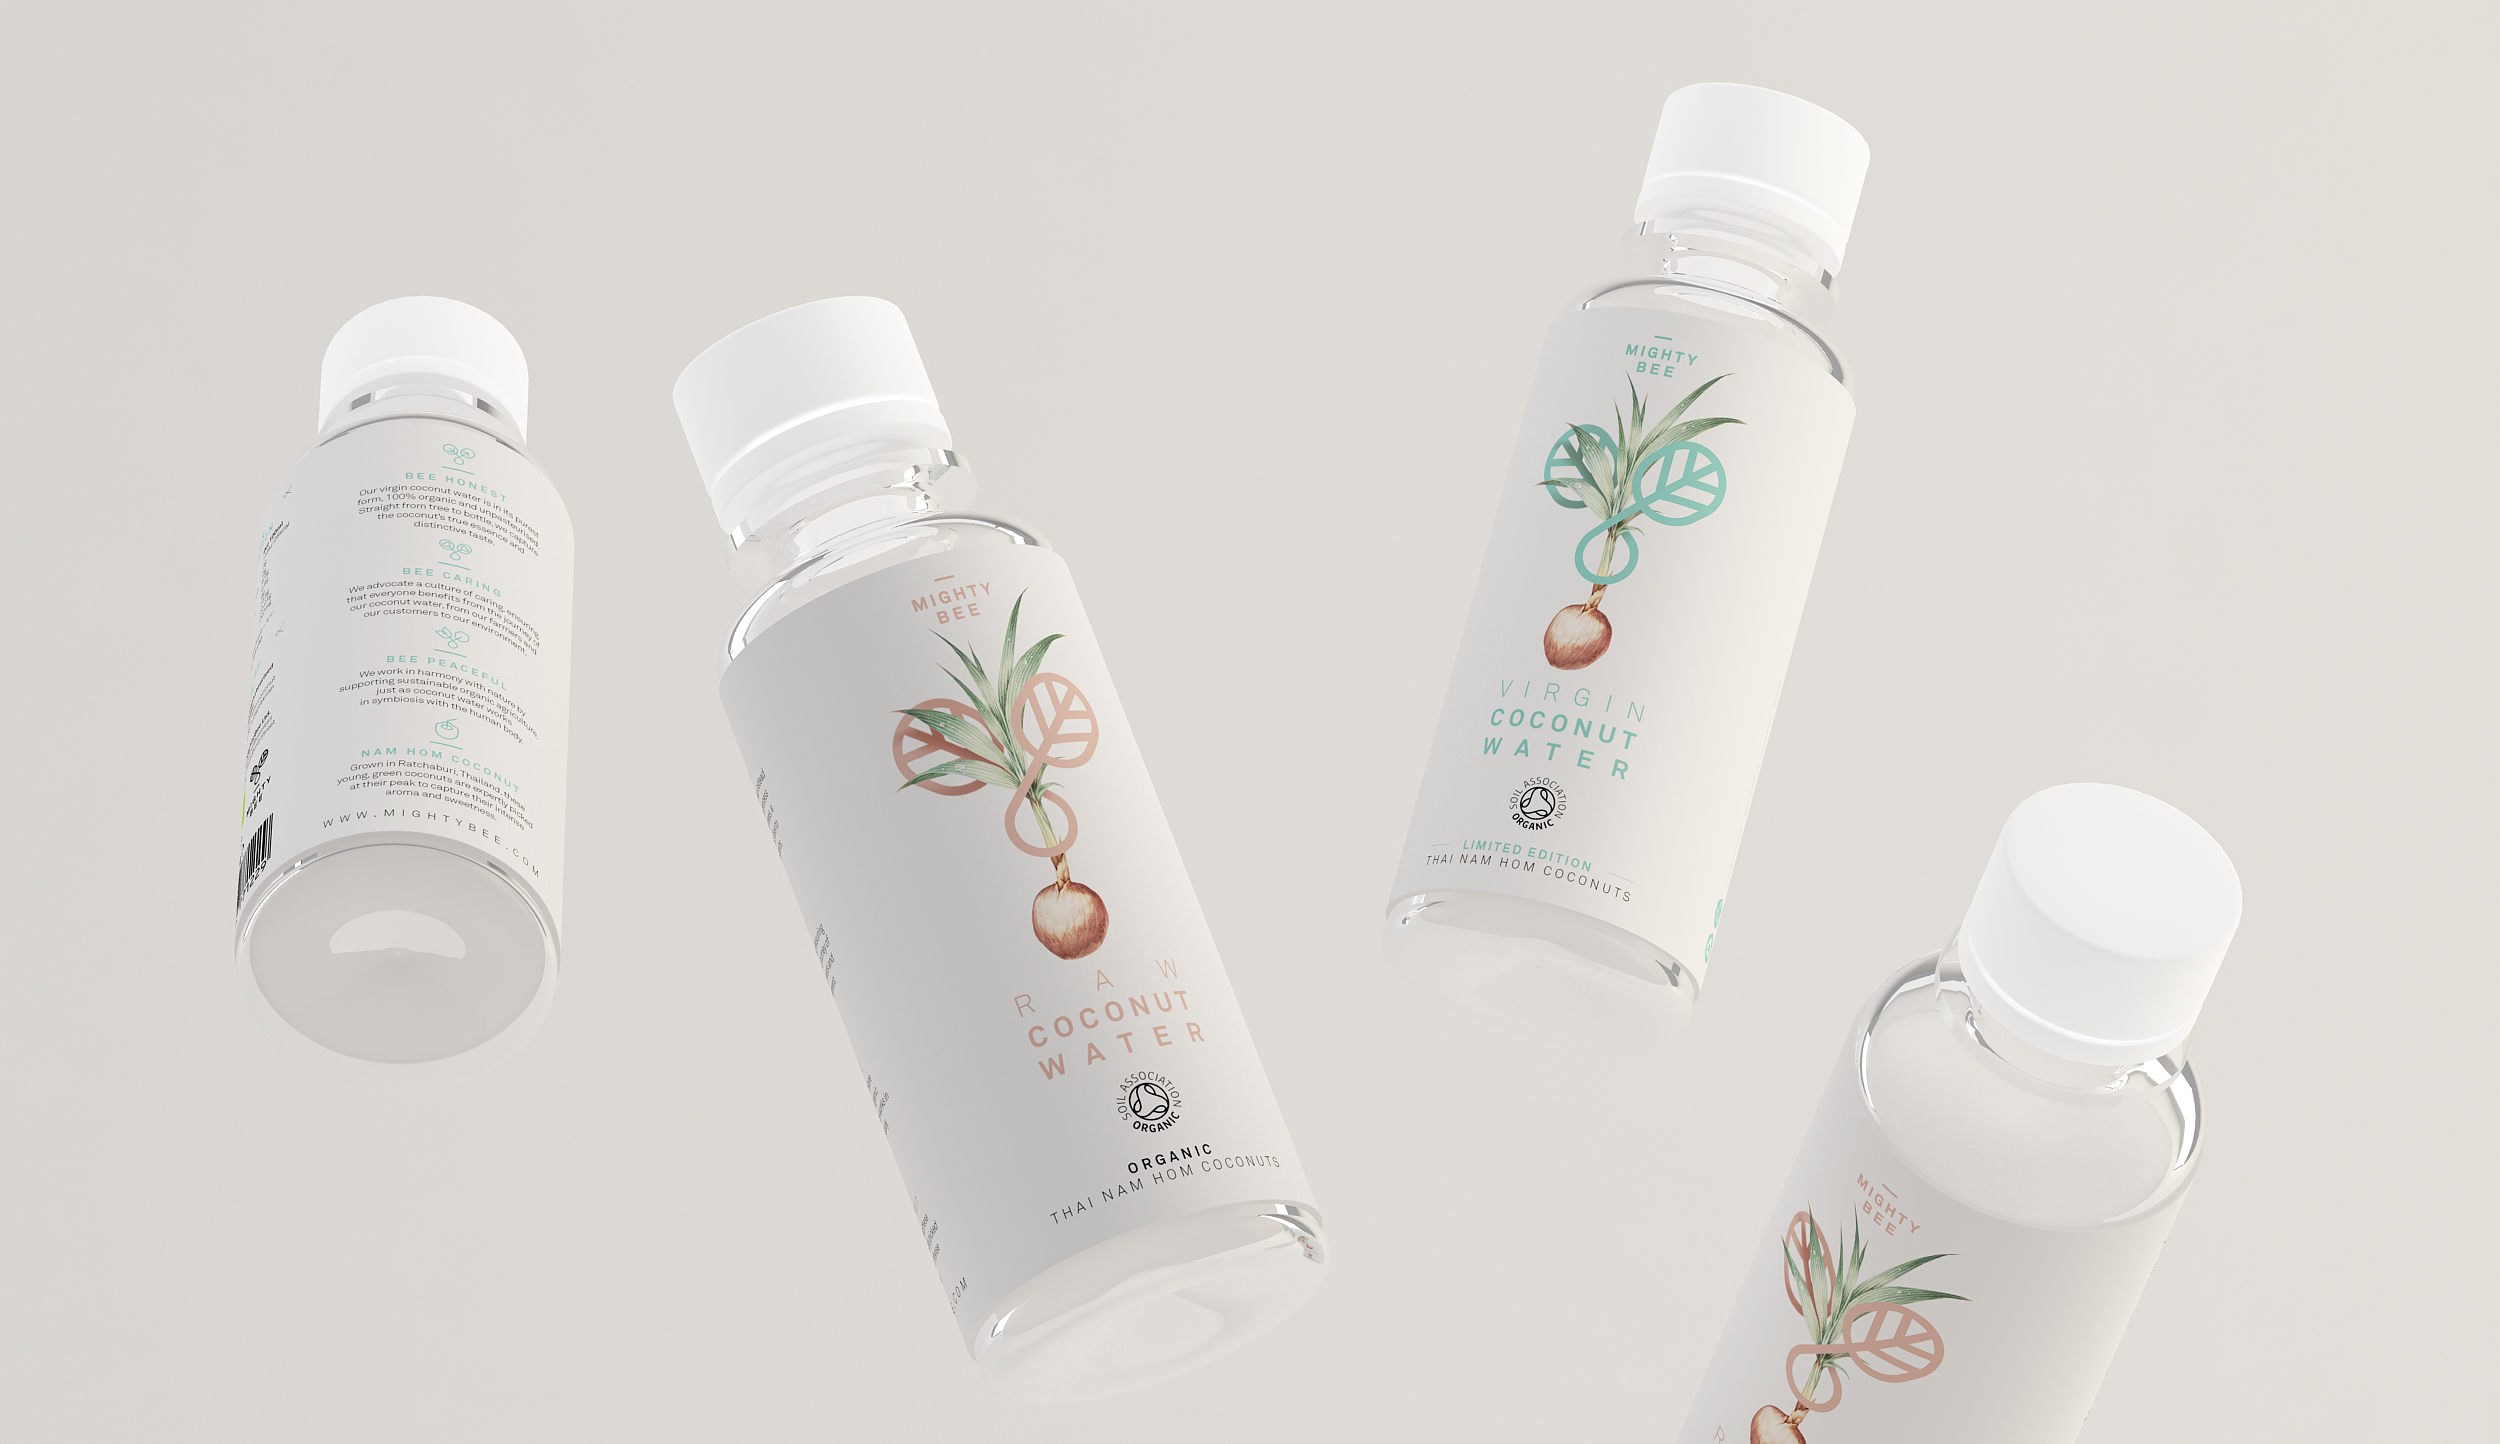 BEE HONEST
Our virgin coconut water is in its purest
form, 100% organic and unpasteurised.
Straight from tree to bottle, we capture
the coconut's true essence and
distinctive taste.
BEE CARING
We advocate a culture of caring, ensuring
that everyone benefits from the journey of
our coconut water, from our farmers and
our customers to our environment.
BEE PEACEFUL
We work in harmony with nature by
supporting sustainable organic agriculture,
just as coconut water works
in symbiosis with the human body.
NAM HOM COCONUT
Grown in Ratchaburi, Thailand, these
young, green coconuts are expertly picked
at their peak to capture their intense
aroma and sweetness.
WWW.MIGHTYBEE.COM
MIGHTY
BEE
MIGHTY
BEE
RAW
COCONUT
WATER
SOIL ASSOCIATION
ORGANIC
ORGANIC
THAI NAM HOM COCONUTS
.COM
MIGHTY
BEE
VIRGIN
COCONUT
WATER
SOIL ASSOCIATION
ORGANIC
LIMITED EDITION
THAI NAM HOM COCONUTS
MIGHTY
BEE
R